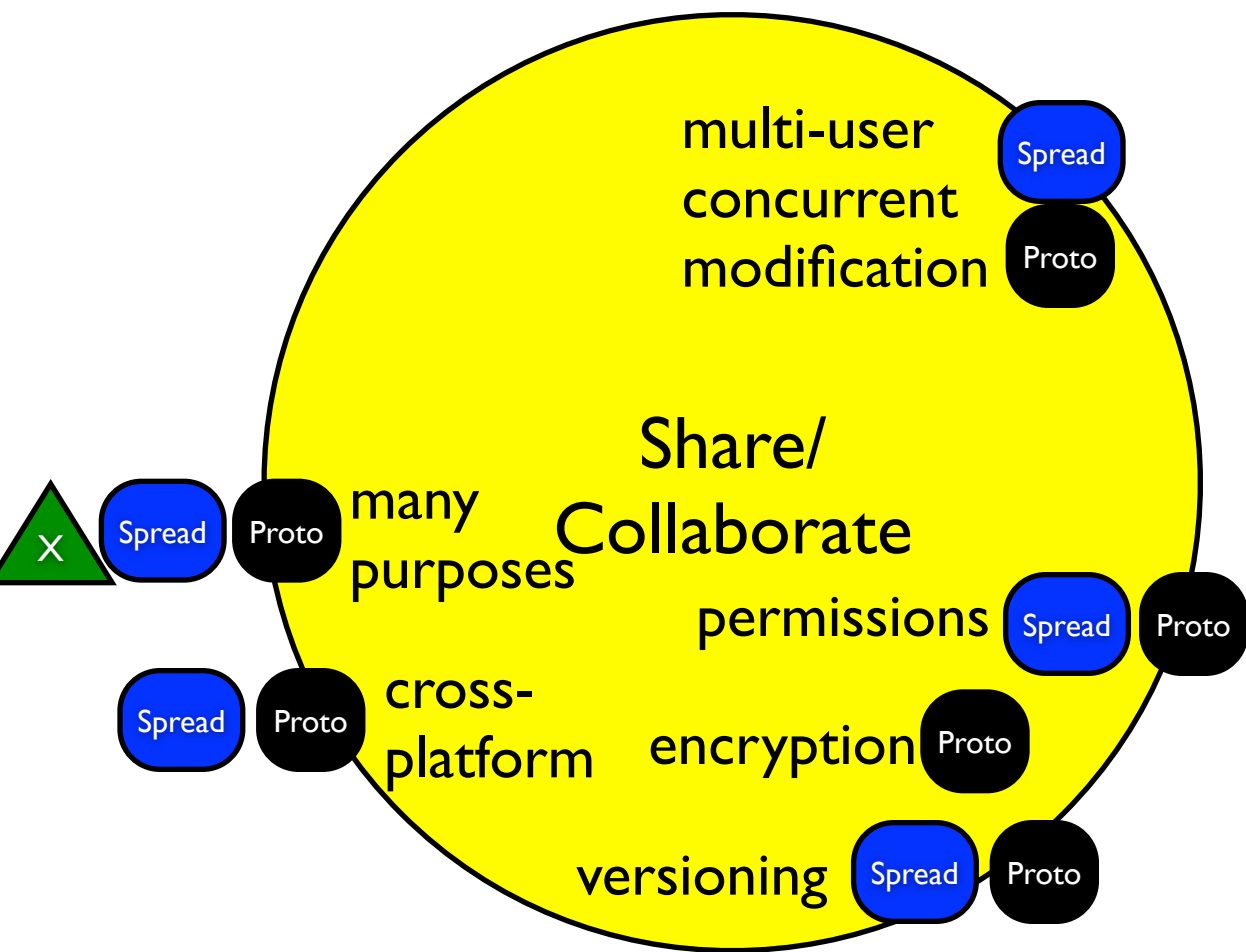 multi-user
concurrent
modification
Spread
Proto
Share/
Collaborate
X
Spread
Proto
many
purposes
permissions
Spread
Proto
Spread
Proto
cross-
platform
encryption
Proto
versioning
Spread
Proto